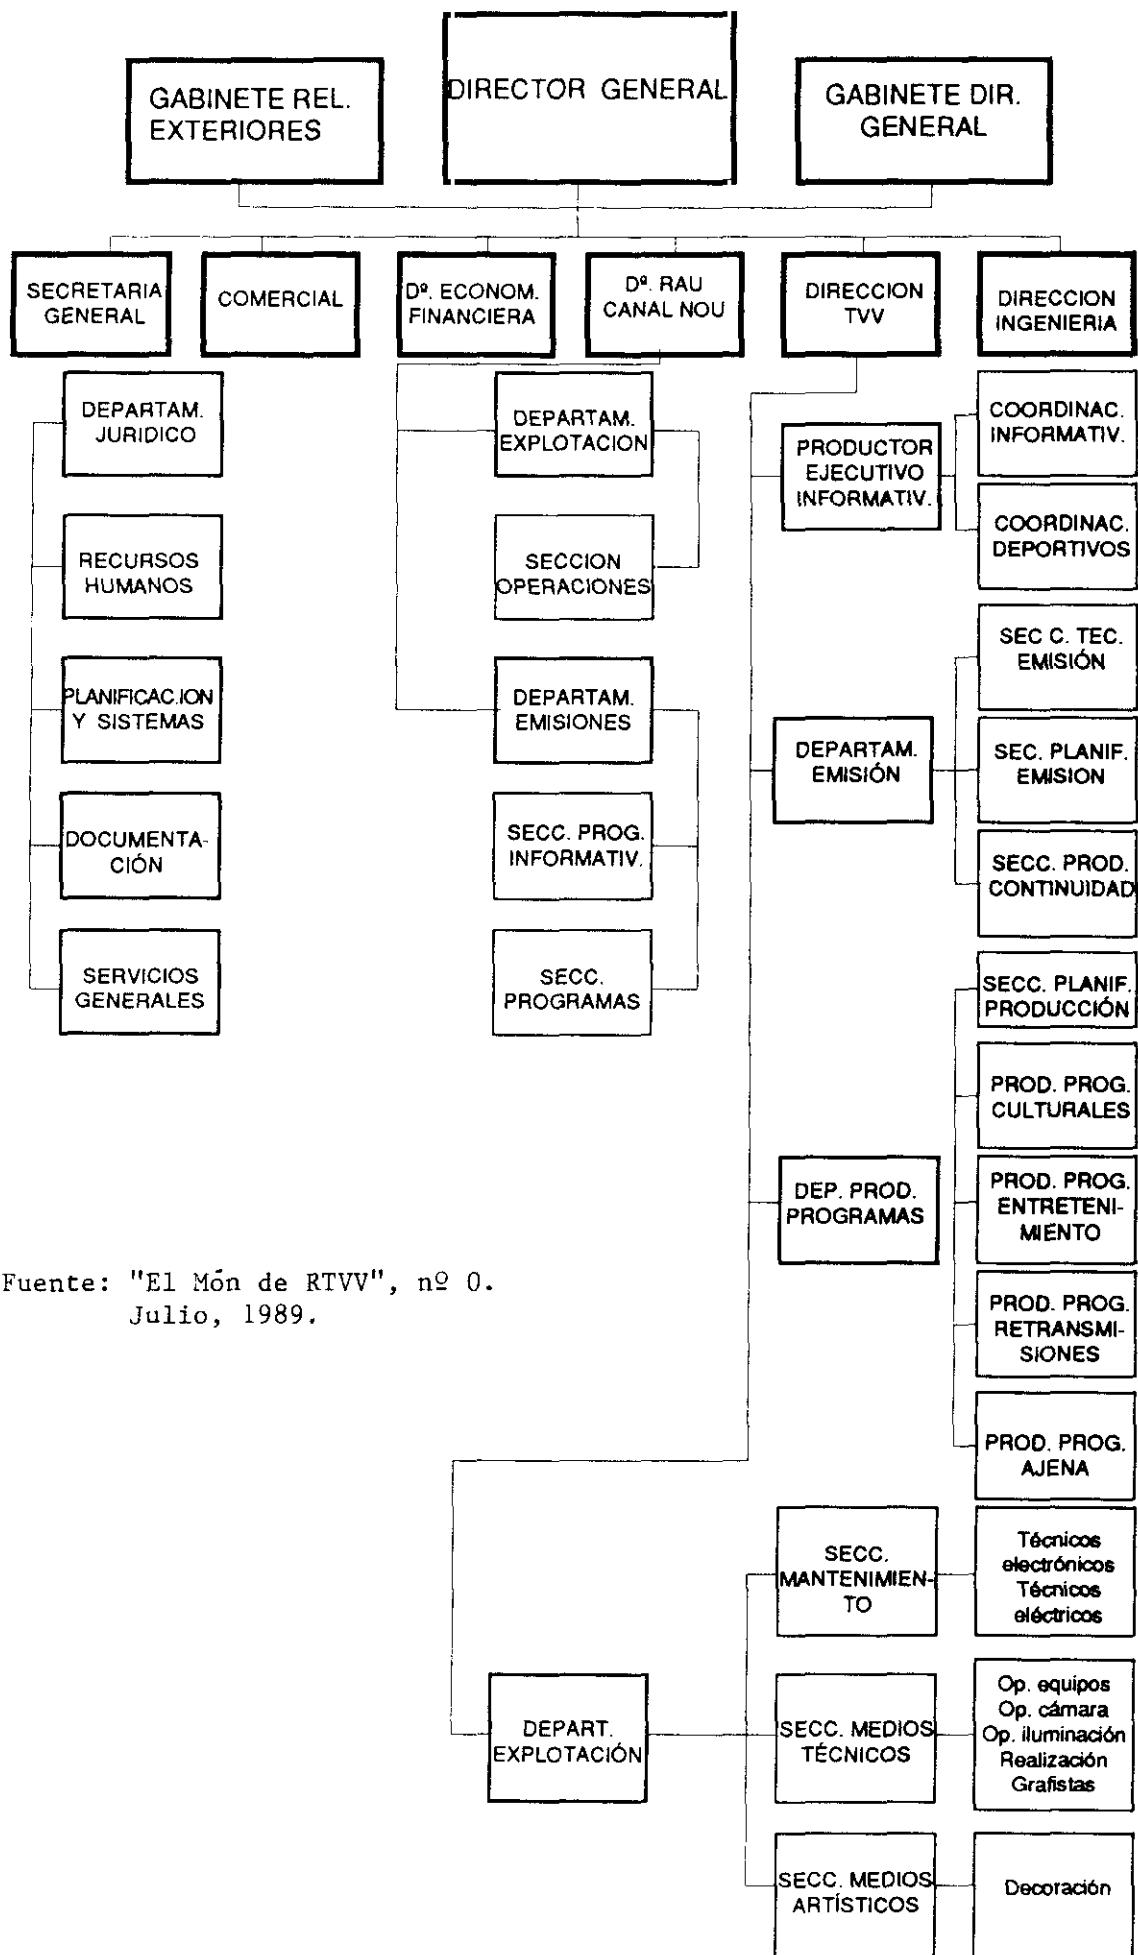 GABINETE REL.
EXTERIORES
DIRECTOR GENERAL
GABINETE DIR.
GENERAL
SECRETARIA
GENERAL
COMERCIAL
Dº. ECONOM.
FINANCIERA
Dº. RAU
CANAL NOU
DIRECCION
TVV
DIRECCION
INGENIERIA
DEPARTAM.
JURIDICO
RECURSOS
HUMANOS
PLANIFICACION
Y SISTEMAS
DOCUMENTA-
CIÓN
SERVICIOS
GENERALES
DEPARTAM.
EXPLOTACION
SECCION
OPERACIONES
DEPARTAM.
EMISIONES
SECC. PROG.
INFORMATIV.
SECC.
PROGRAMAS
PRODUCTOR
EJECUTIVO
INFORMATIV.
COORDINAC.
INFORMATIV.
COORDINAC.
DEPORTIVOS
DEPARTAM.
EMISIÓN
SEC C. TEC.
EMISIÓN
SEC. PLANIF.
EMISION
SECC. PROD.
CONTINUIDAD
DEP. PROD.
PROGRAMAS
SECC. PLANIF.
PRODUCCIÓN
PROD. PROG.
CULTURALES
PROD. PROG.
ENTRETENI-
MIENTO
PROD. PROG.
RETRANSMI-
SIONES
PROD. PROG.
AJENA
Fuente: "El Món de RTVV", nº 0.
Julio, 1989.
DEPART.
EXPLOTACIÓN
SECC.
MANTENIMIEN-
TO
Técnicos
electrónicos
Técnicos
eléctricos
SECC. MEDIOS
TÉCNICOS
Op. equipos
Op. cámara
Op. iluminación
Realización
Grafistas
SECC. MEDIOS
ARTÍSTICOS
Decoración